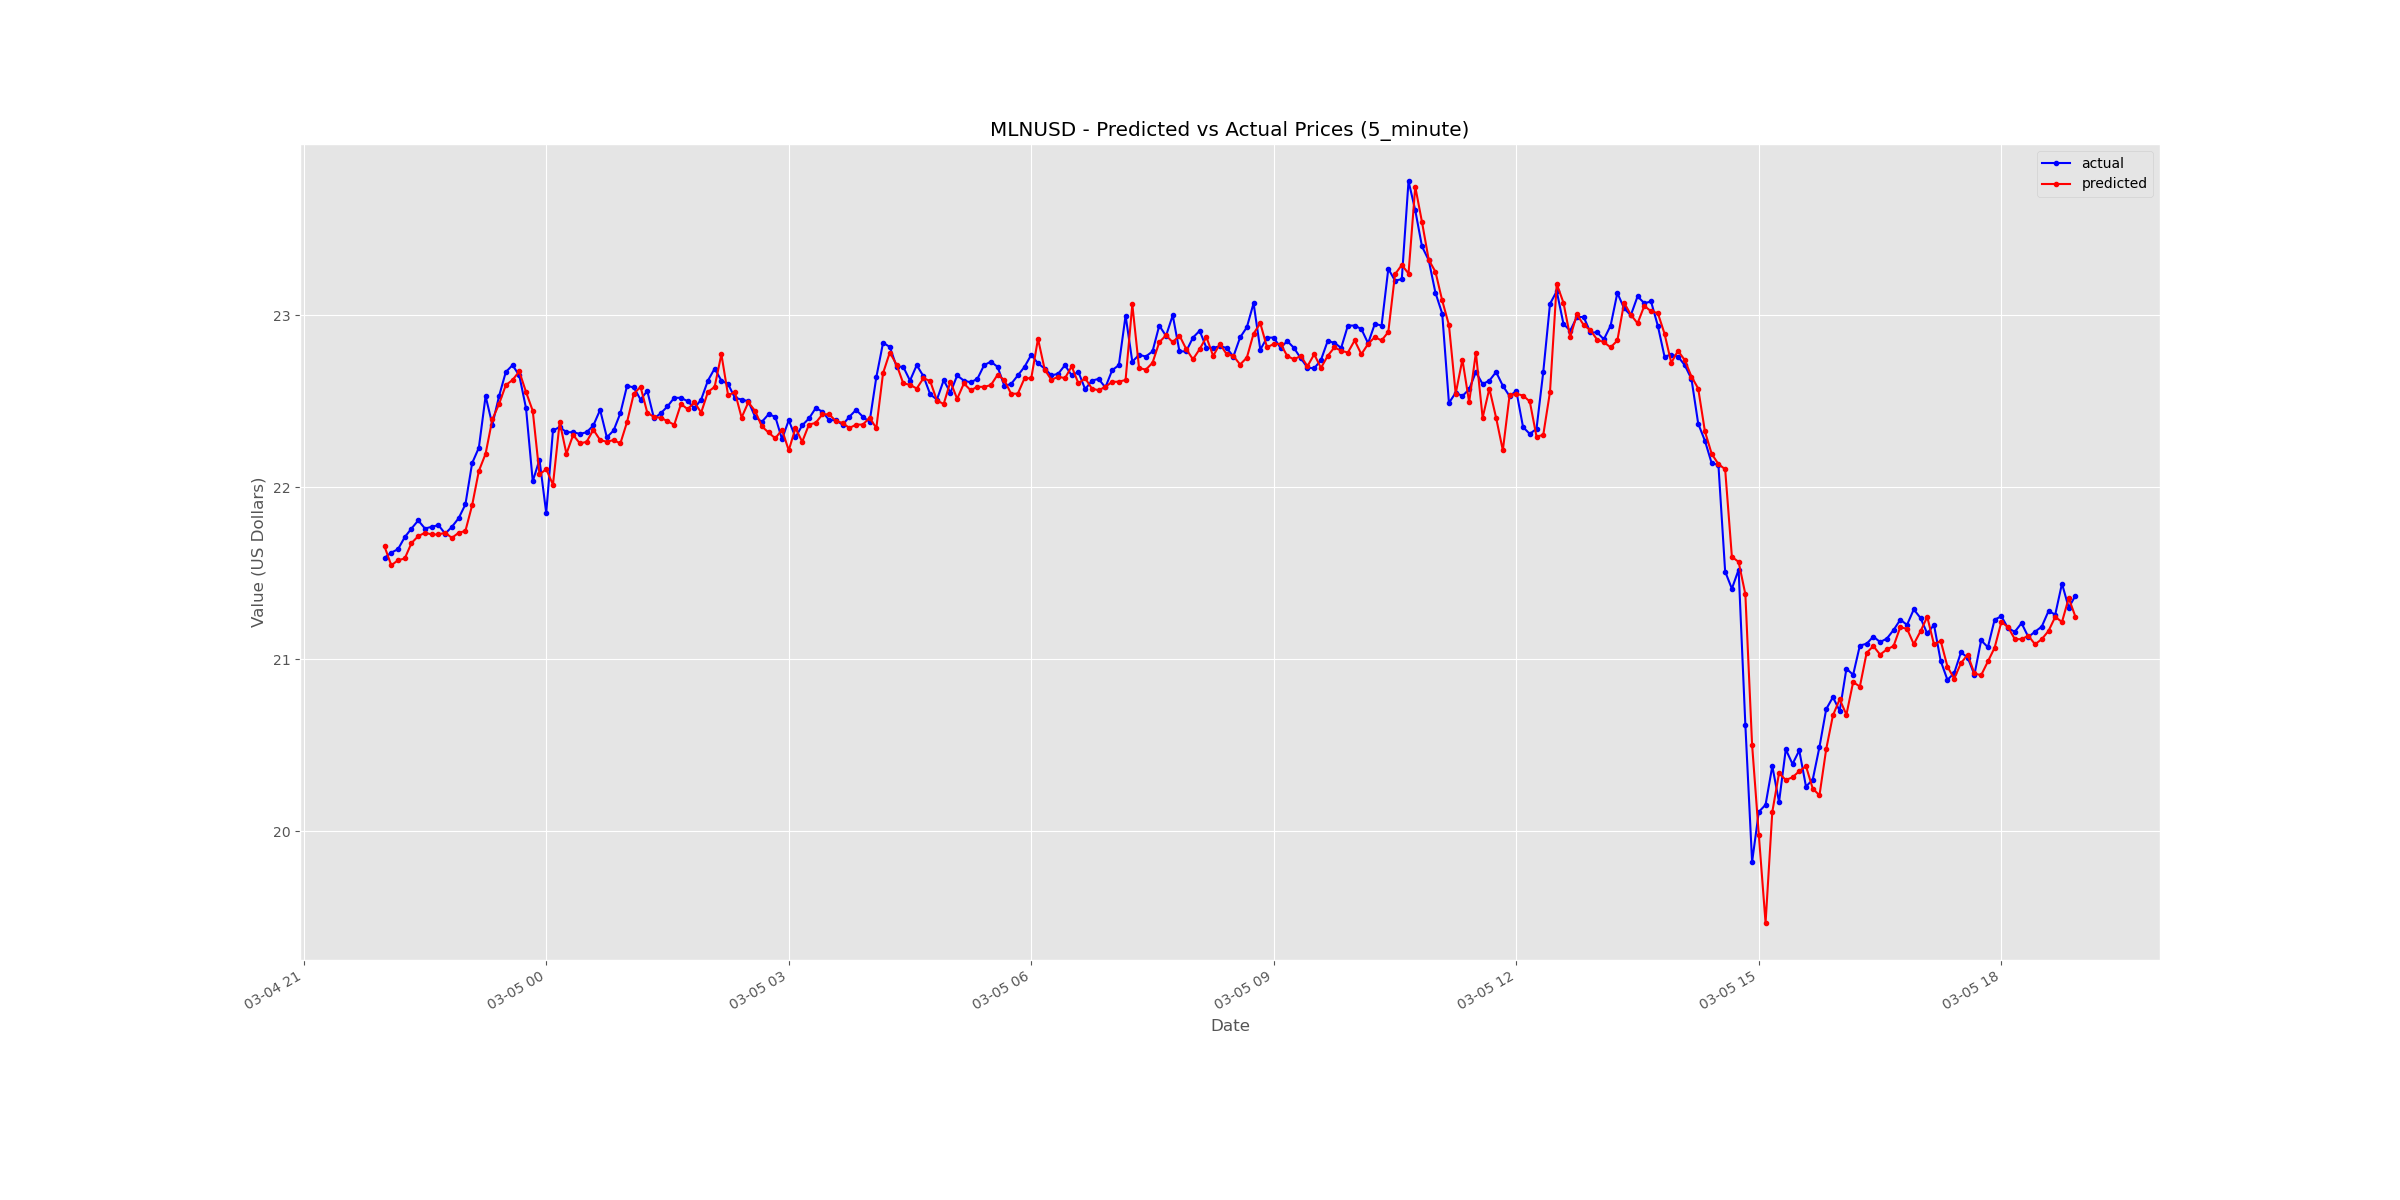 MLNUSD - Predicted vs Actual Prices (5_minute)
actual
predicted
Value (US Dollars)
23
22
21
20
03-04 21
03-05 00
03-05 03
03-05 06
03-05 09
03-05 12
03-05 15
03-05 18
Date